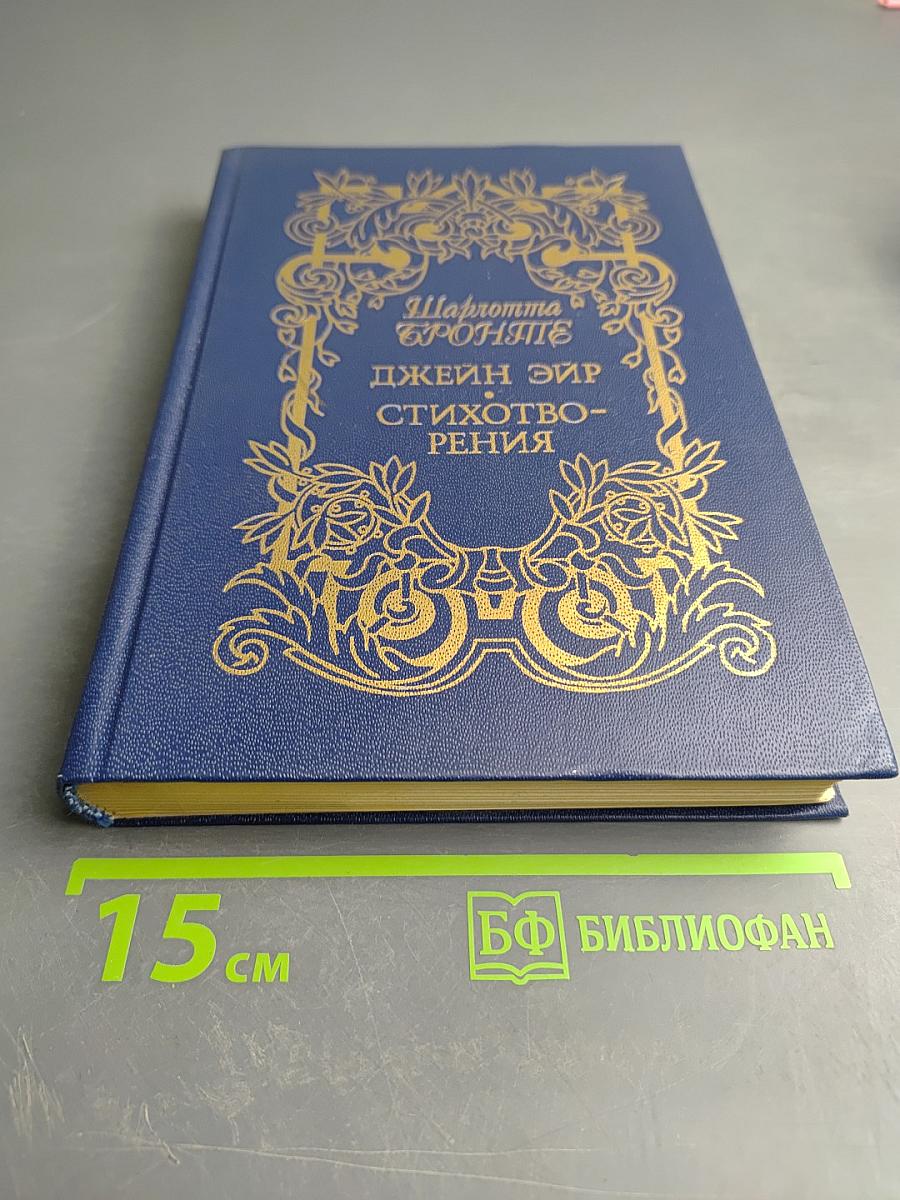 Шарлотта
БРОНТЕ
ДЖЕЙН ЭЙР
•
СТИХОТВО-
РЕНИЯ
15 см
БФ БИБЛИОФАН